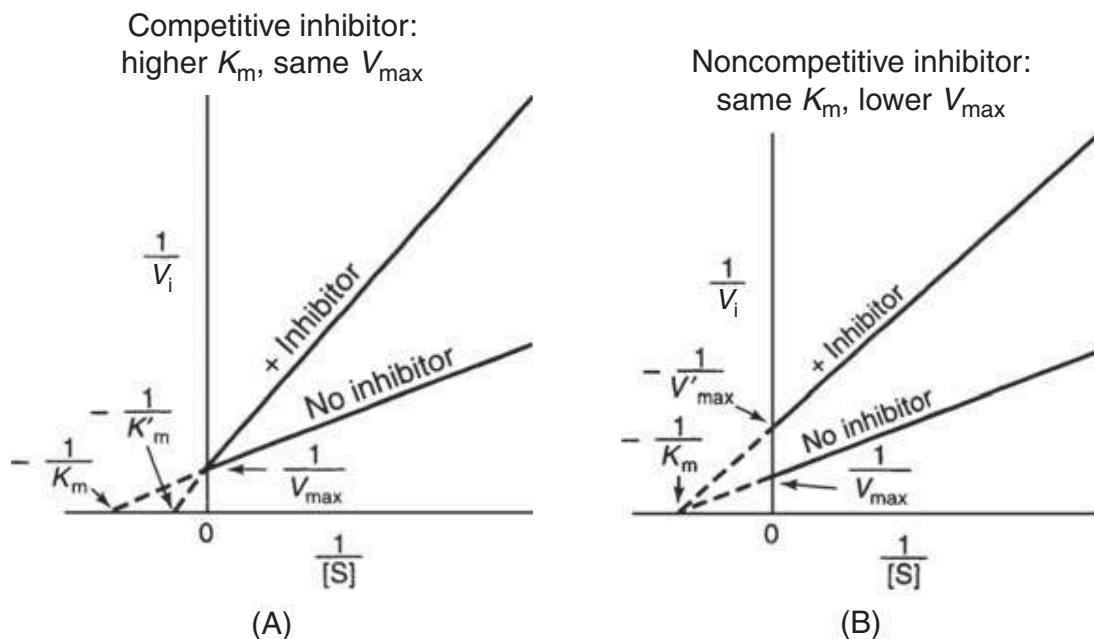 Competitive inhibitor:
higher Km, same Vmax
1/Vi
+ Inhibitor
No inhibitor
- 1/K'm
- 1/Km
1/Vmax
0
1/[S]
(A)
Noncompetitive inhibitor:
same Km, lower Vmax
1/Vi
+ Inhibitor
- 1/V'max
No inhibitor
- 1/Km
1/Vmax
0
1/[S]
(B)